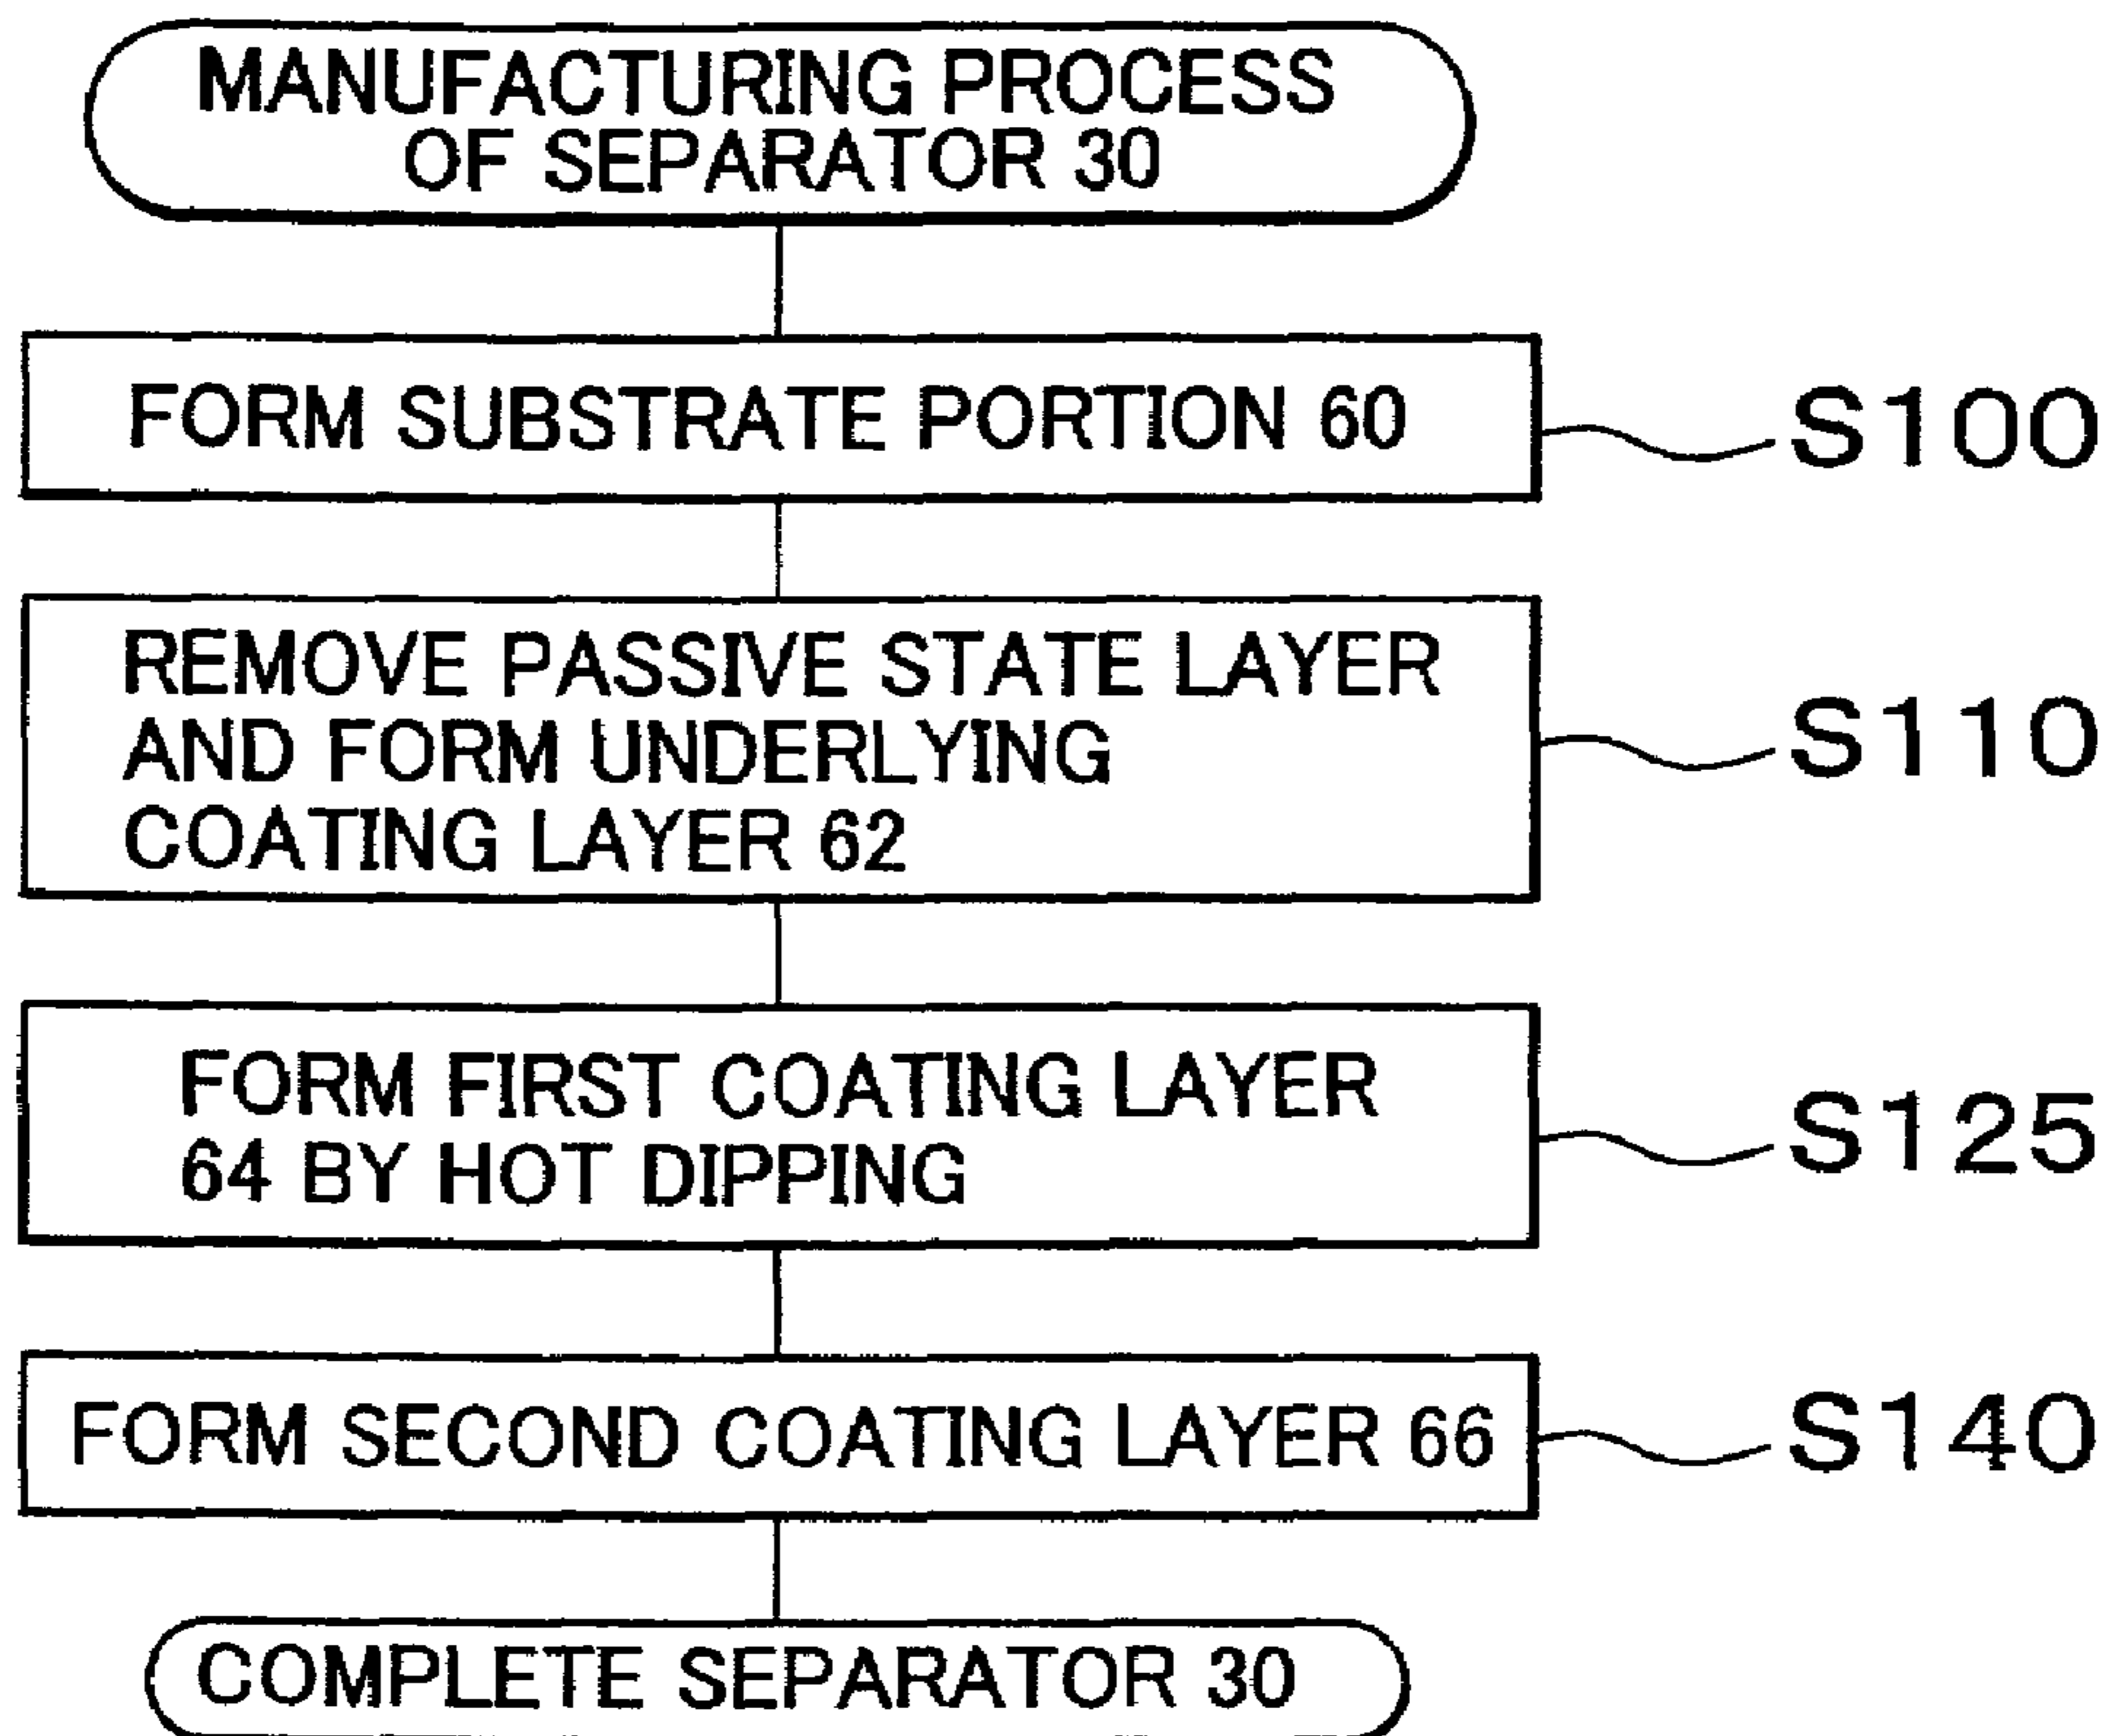 MANUFACTURING PROCESS
OF SEPARATOR 30
FORM SUBSTRATE PORTION 60
S100
REMOVE PASSIVE STATE LAYER
AND FORM UNDERLYING
COATING LAYER 62
S110
FORM FIRST COATING LAYER
64 BY HOT DIPPING
S125
FORM SECOND COATING LAYER 66
S140
COMPLETE SEPARATOR 30